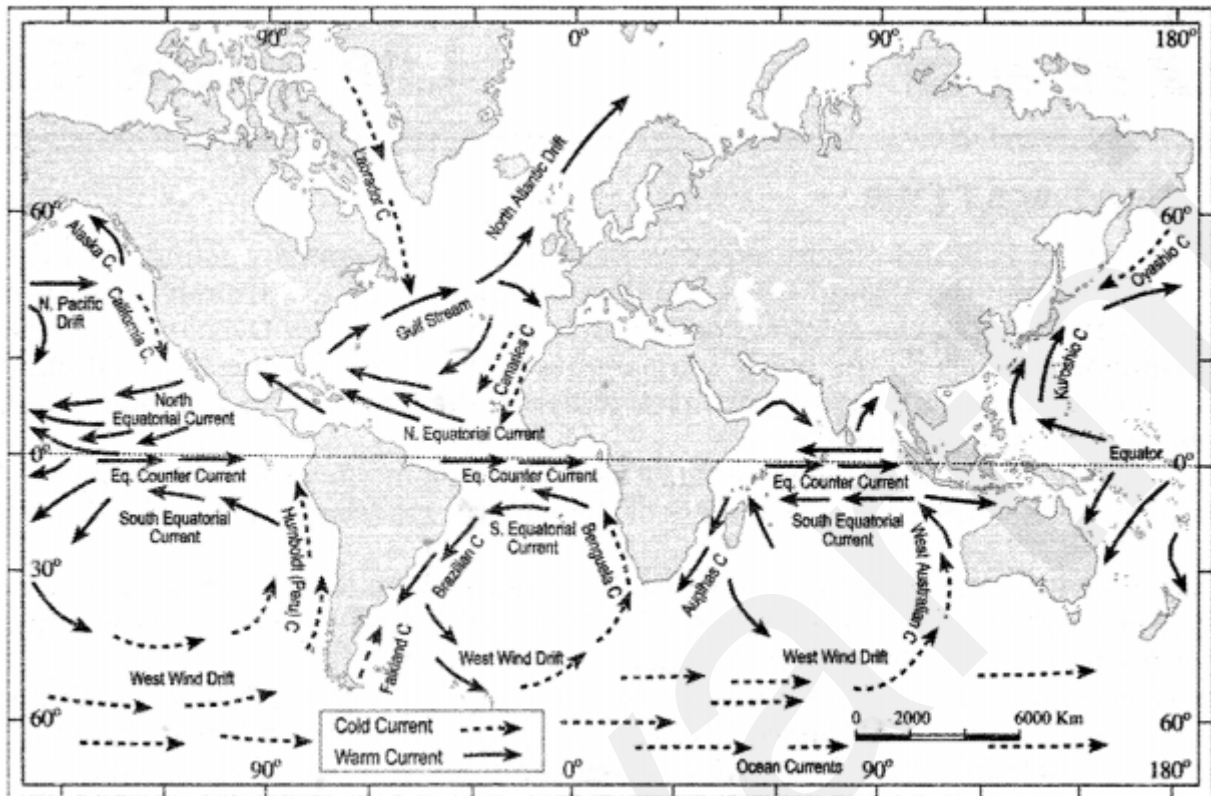 90° 0° 90° 180°
Labrador C
North Atlantic Drift
60° 60°
Alaska C.
Oyashio C
N. Pacific
Drift
California C.
Gulf Stream
Canaries C
Kuroshio C
North
Equatorial Current
N. Equatorial Current
Equator
0° 0°
Eq. Counter Current Eq. Counter Current Eq. Counter Current
South Equatorial
Current
Humboldt (Peru) C
S. Equatorial
Current
Brazilian C
Benguela C
South Equatorial
Current
30° 30°
Auglhas C
West Australian C
Falkland C
West Wind Drift West Wind Drift West Wind Drift
60° 60°
Cold Current
Warm Current
0 2000 6000 Km
Ocean Currents
90° 0° 90° 180°